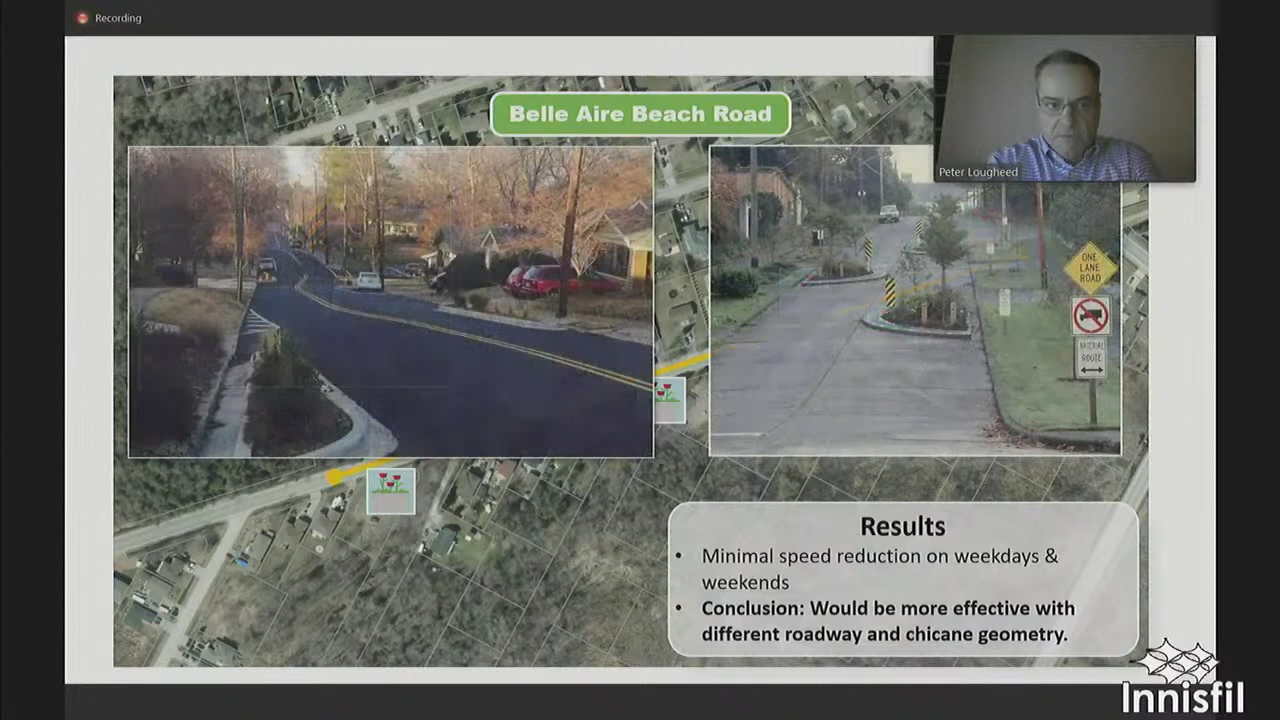 Recording
Belle Aire Beach Road
Peter Lougheed
ONE
LANE
ROAD
ROUTE
Results
• Minimal speed reduction on weekdays &
weekends
• Conclusion: Would be more effective with
different roadway and chicane geometry.
Innisfil